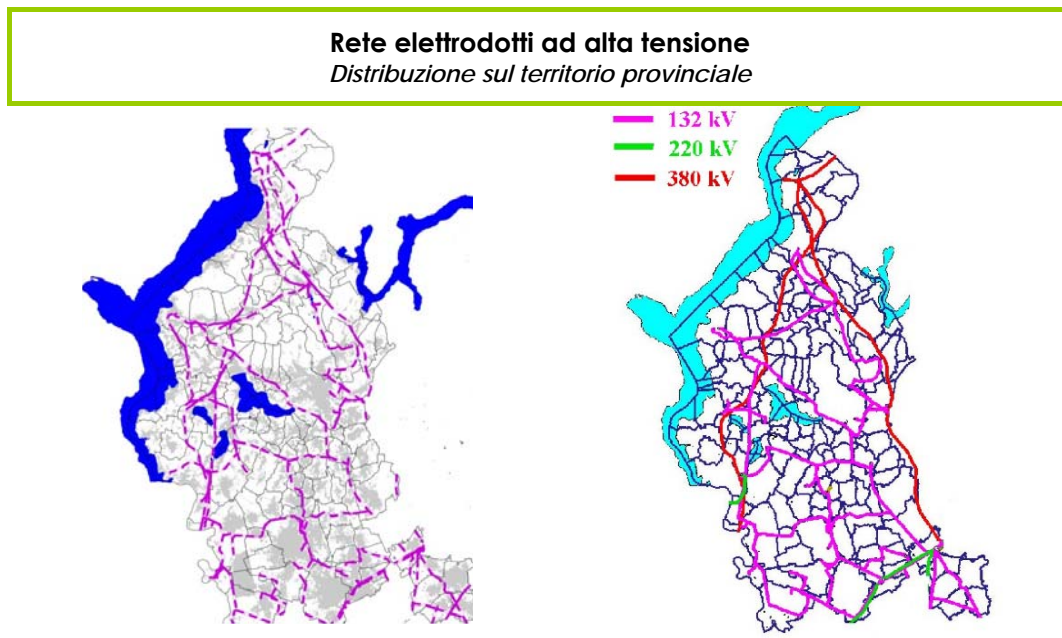 Rete elettrodotti ad alta tensione
Distribuzione sul territorio provinciale
132 kV
220 kV
380 kV